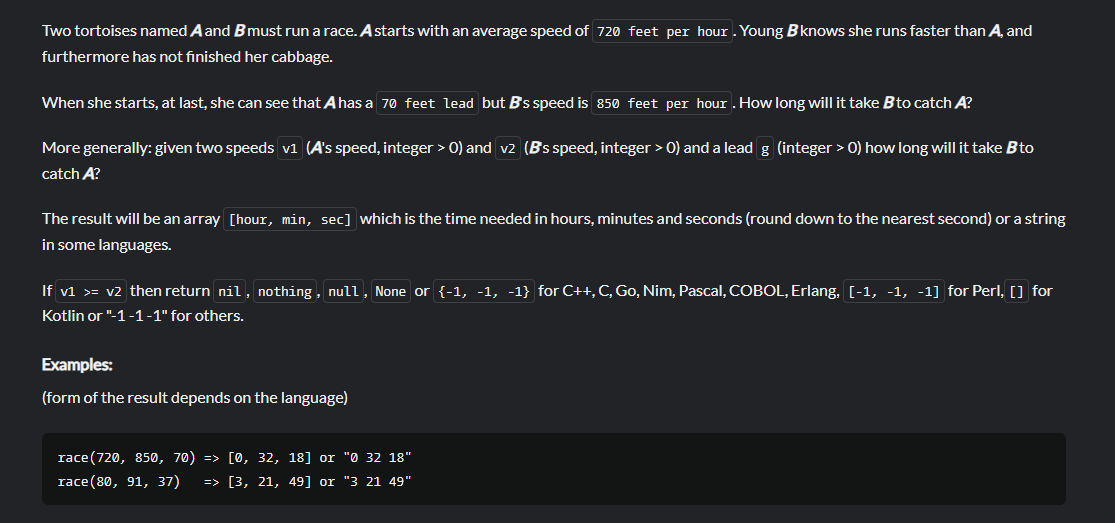 Two tortoises named A and B must run a race. A starts with an average speed of 720 feet per hour. Young B knows she runs faster than A, and
furthermore has not finished her cabbage.
When she starts, at last, she can see that A has a 70 feet lead but B's speed is 850 feet per hour. How long will it take B to catch A?
More generally: given two speeds v1 (A's speed, integer > 0) and v2 (B's speed, integer > 0) and a lead g (integer > 0) how long will it take B to
catch A?
The result will be an array [hour, min, sec] which is the time needed in hours, minutes and seconds (round down to the nearest second) or a string
in some languages.
If v1 >= v2 then return nil, nothing, null, None or {-1, -1, -1} for C++, C, Go, Nim, Pascal, COBOL, Erlang, [-1, -1, -1] for Perl, [] for
Kotlin or "-1 -1 -1" for others.
Examples:
(form of the result depends on the language)
race(720, 850, 70) => [0, 32, 18] or "0 32 18"
race(80, 91, 37)   => [3, 21, 49] or "3 21 49"